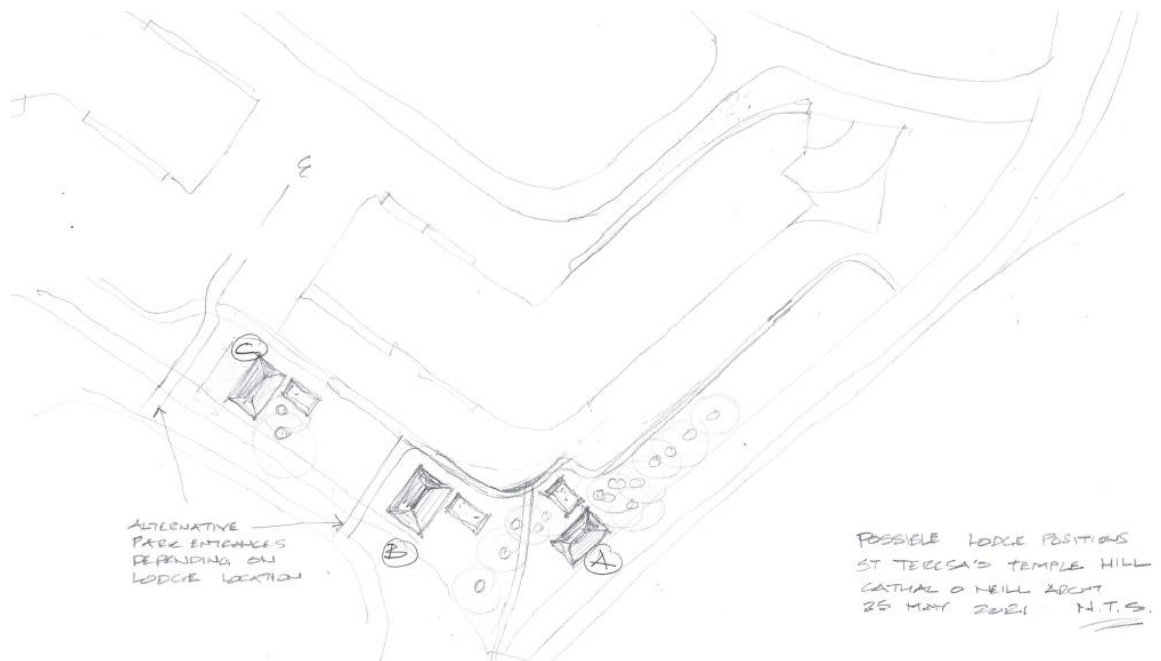 ℄
C
B
A
ALTERNATIVE
PARK ENTRANCES
DEPENDING ON
LODGE LOCATION
POSSIBLE LODGE POSITIONS
ST TERESA'S TEMPLE HILL
CATHAL O NEILL ARCHT
25 MAY 2021 N.T.S.